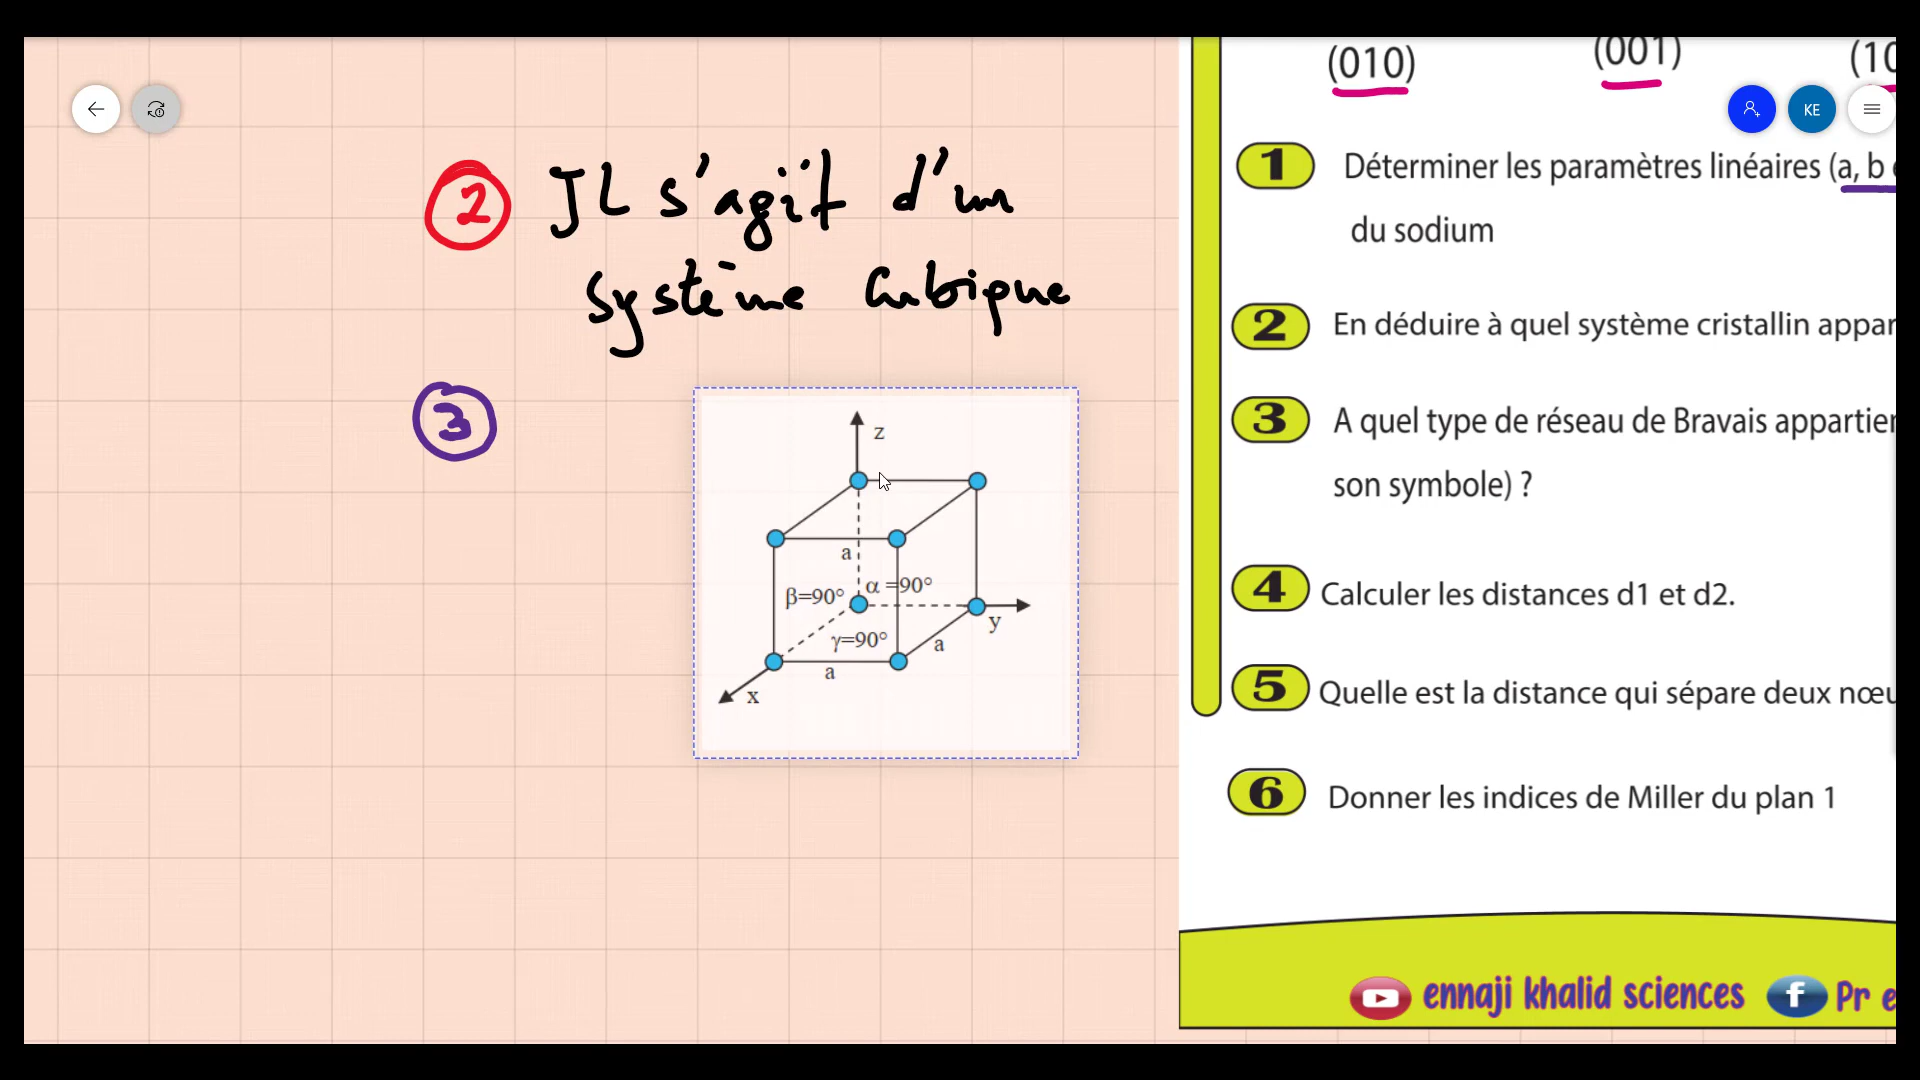 (010)
(001)
(10
KE
2 JL s'agit d'un
système Cubique
3
z
a
α =90°
β=90°
y
γ=90°
a
a
x
1 Déterminer les paramètres linéaires (a, b e
du sodium
2 En déduire à quel système cristallin appar
3 A quel type de réseau de Bravais appartien
son symbole) ?
4 Calculer les distances d1 et d2.
5 Quelle est la distance qui sépare deux nœu
6 Donner les indices de Miller du plan 1
ennaji khalid sciences
f Pr e